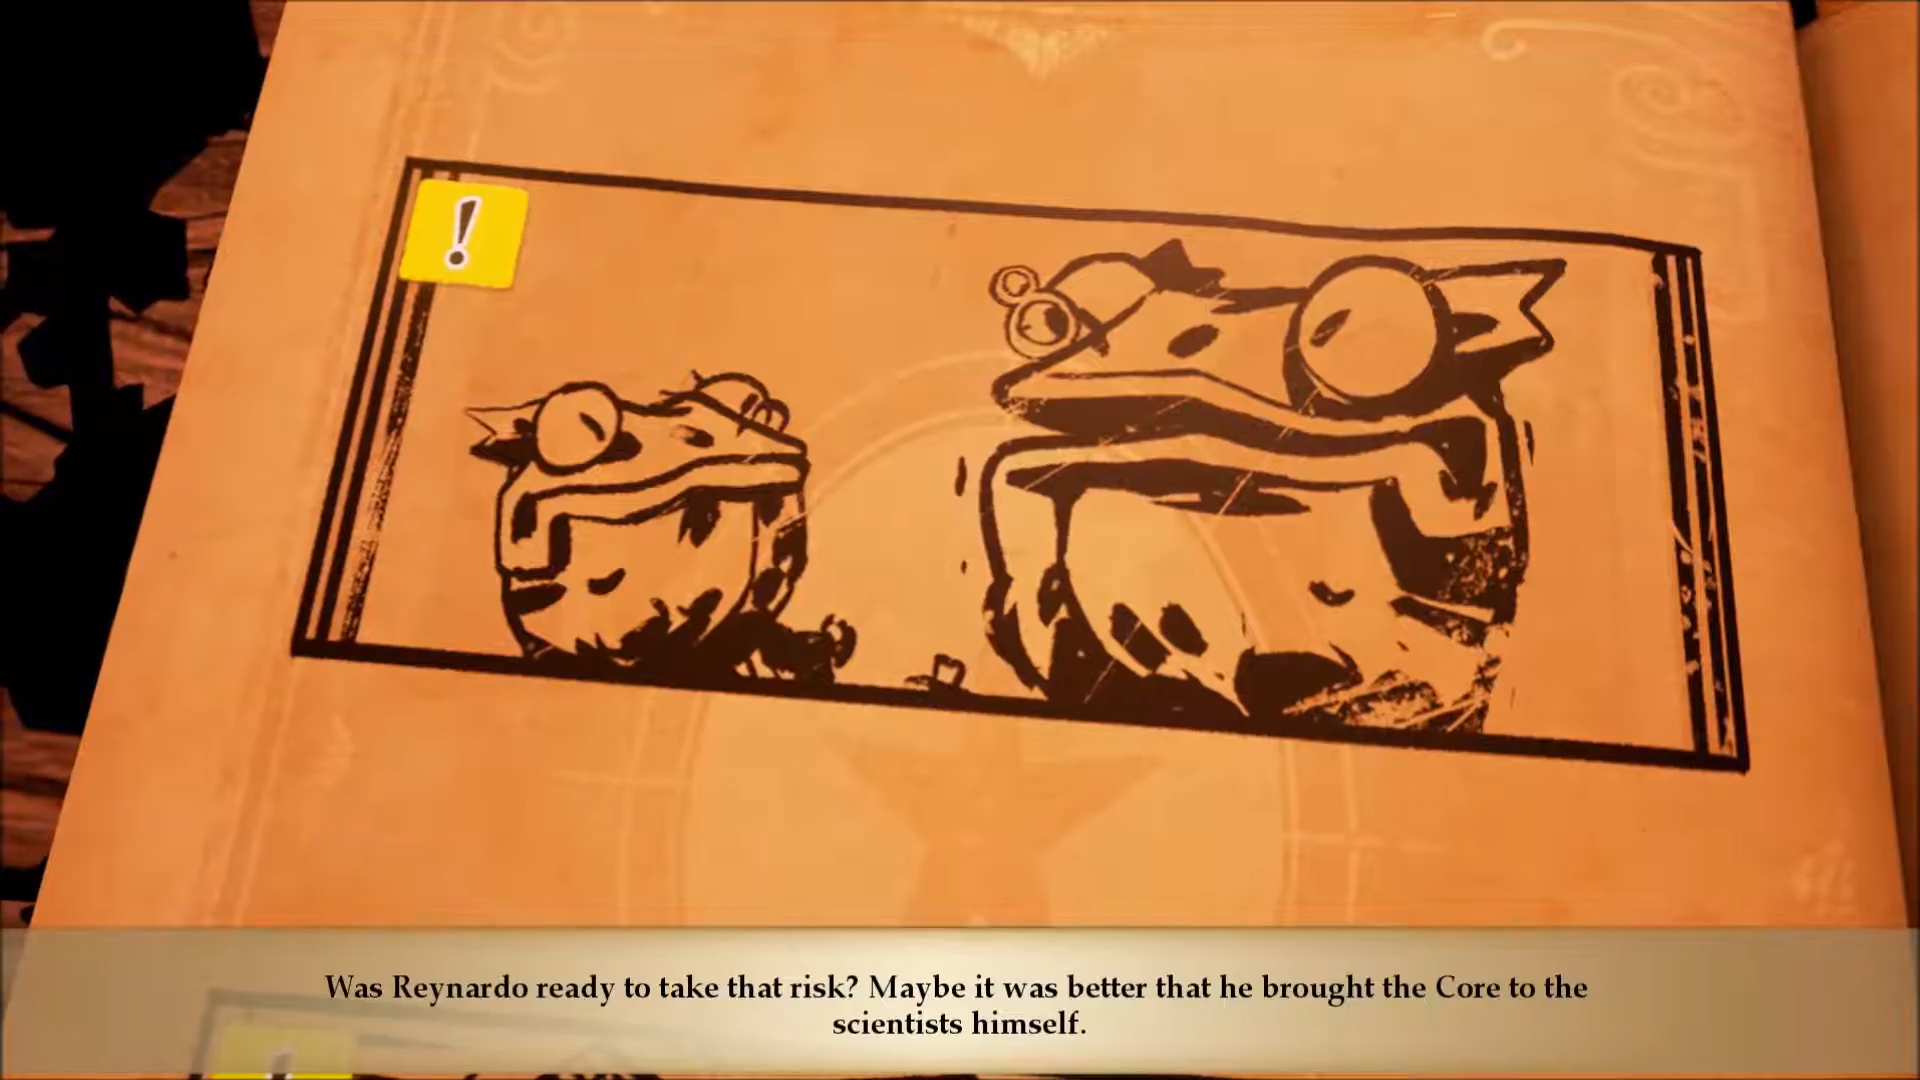 !
Was Reynardo ready to take that risk? Maybe it was better that he brought the Core to the
scientists himself.